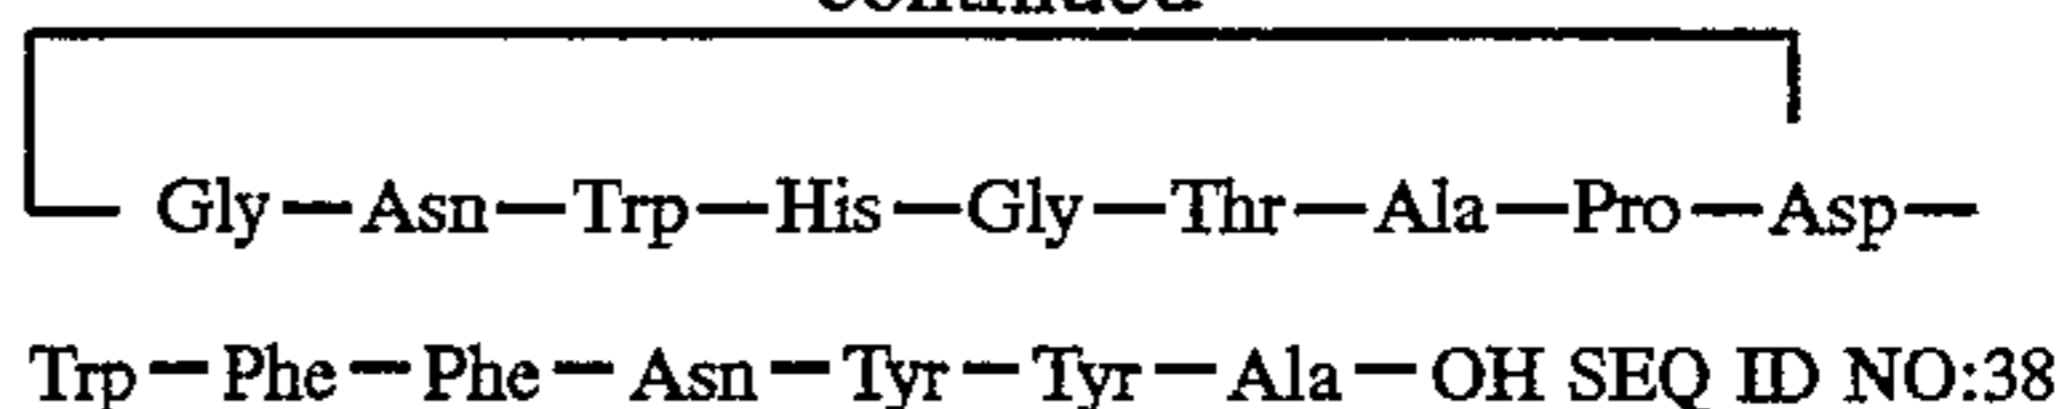 continued
Gly—Asn—Trp—His—Gly—Thr—Ala—Pro—Asp—
Trp—Phe—Phe—Asn—Tyr—Tyr—Ala—OH SEQ ID NO:38